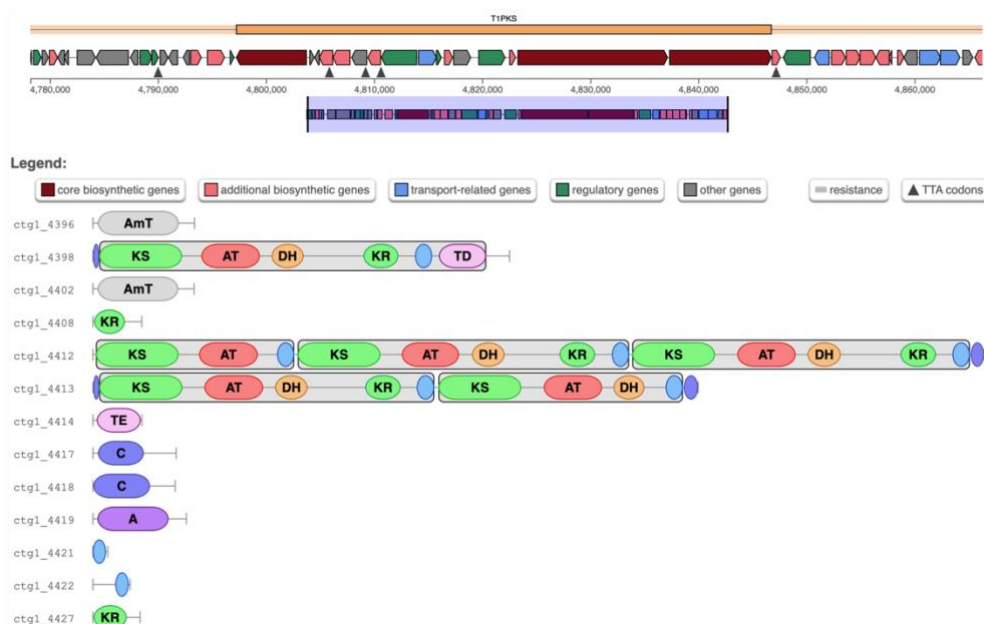 T1PKS
4,780,000 4,790,000 4,800,000 4,810,000 4,820,000 4,830,000 4,840,000 4,850,000 4,860,000
Legend:
core biosynthetic genes additional biosynthetic genes transport-related genes regulatory genes other genes resistance TTA codons
ctg1_4396 AmT
ctg1_4398 KS AT DH KR TD
ctg1_4402 AmT
ctg1_4408 KR
ctg1_4412 KS AT KS AT DH KR KS AT DH KR
ctg1_4413 KS AT DH KR KS AT DH
ctg1_4414 TE
ctg1_4417 C
ctg1_4418 C
ctg1_4419 A
ctg1_4421
ctg1_4422
ctg1_4427 KR